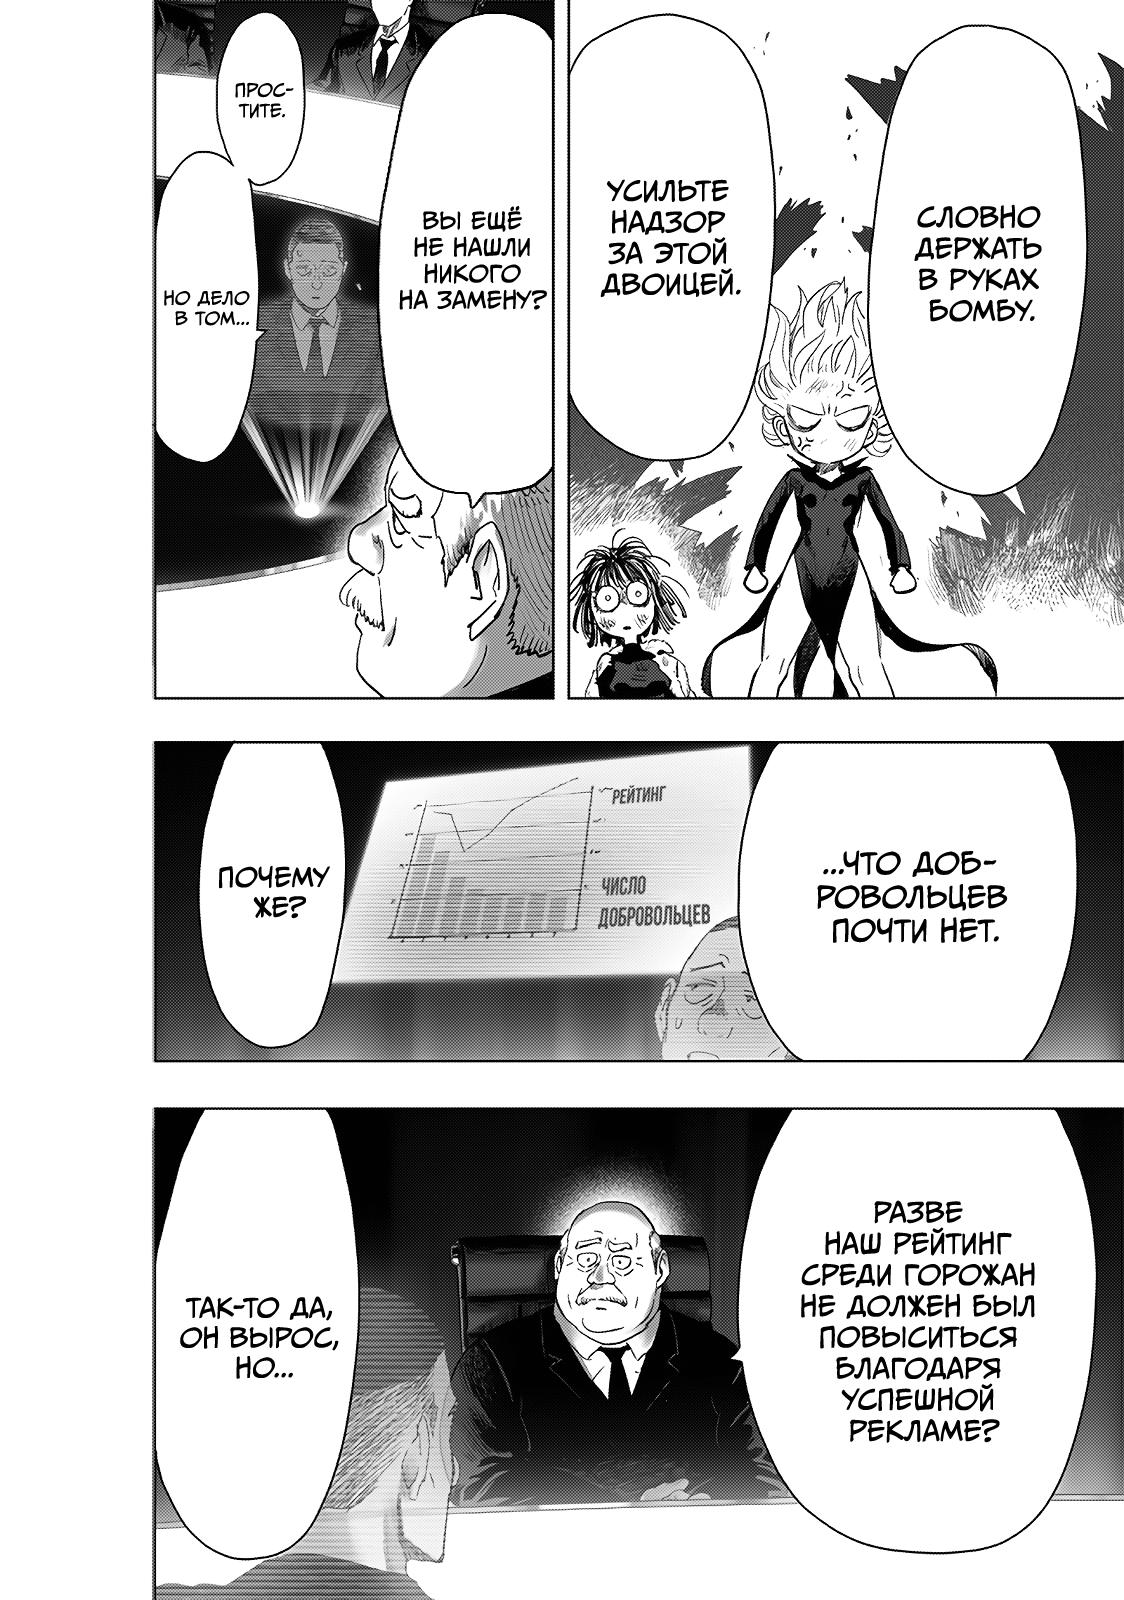 СЛОВНО
ДЕРЖАТЬ
В РУКАХ
БОМБУ.
УСИЛЬТЕ
НАДЗОР
ЗА ЭТОЙ
ДВОИЦЕЙ.
ВЫ ЕЩЁ
НЕ НАШЛИ
НИКОГО
НА ЗАМЕНУ?
ПРОС-
ТИТЕ.
НО ДЕЛО
В ТОМ...
...ЧТО ДОБ-
РОВОЛЬЦЕВ
ПОЧТИ НЕТ.
РЕЙТИНГ
ЧИСЛО
ДОБРОВОЛЬЦЕВ
ПОЧЕМУ
ЖЕ?
РАЗВЕ
НАШ РЕЙТИНГ
СРЕДИ ГОРОЖАН
НЕ ДОЛЖЕН БЫЛ
ПОВЫСИТЬСЯ
БЛАГОДАРЯ
УСПЕШНОЙ
РЕКЛАМЕ?
ТАК-ТО ДА,
ОН ВЫРОС,
НО...